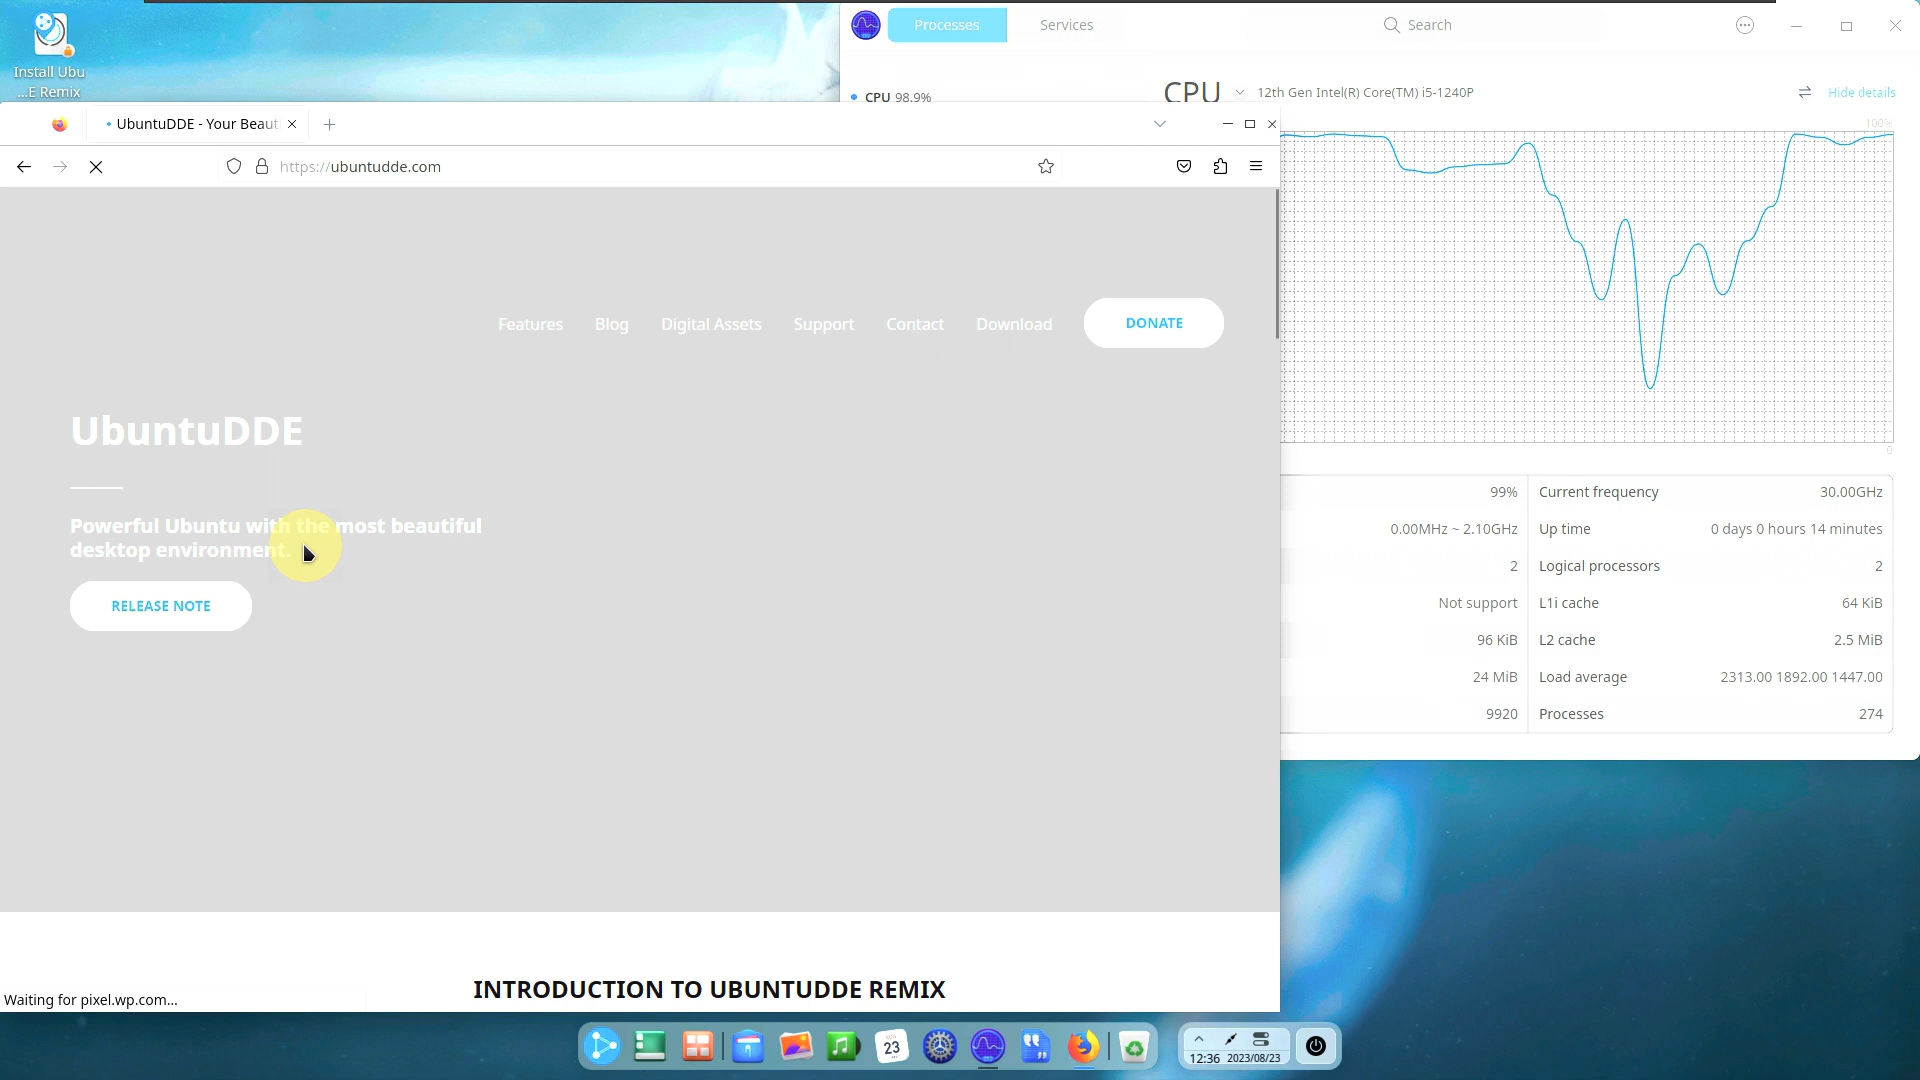 Install Ubu
...E Remix
Processes
Services
Search
CPU 98.9%
CPU
12th Gen Intel(R) Core(TM) i5-1240P
Hide details
100%
UbuntuDDE - Your Beaut
https://ubuntudde.com
Features
Blog
Digital Assets
Support
Contact
Download
DONATE
UbuntuDDE
Powerful Ubuntu with the most beautiful
desktop environment.
RELEASE NOTE
INTRODUCTION TO UBUNTUDDE REMIX
Waiting for pixel.wp.com...
0
99%
Current frequency
30.00GHz
0.00MHz ~ 2.10GHz
Up time
0 days 0 hours 14 minutes
2
Logical processors
2
Not support
L1i cache
64 KiB
96 KiB
L2 cache
2.5 MiB
24 MiB
Load average
2313.00 1892.00 1447.00
9920
Processes
274
23
12:36 2023/08/23